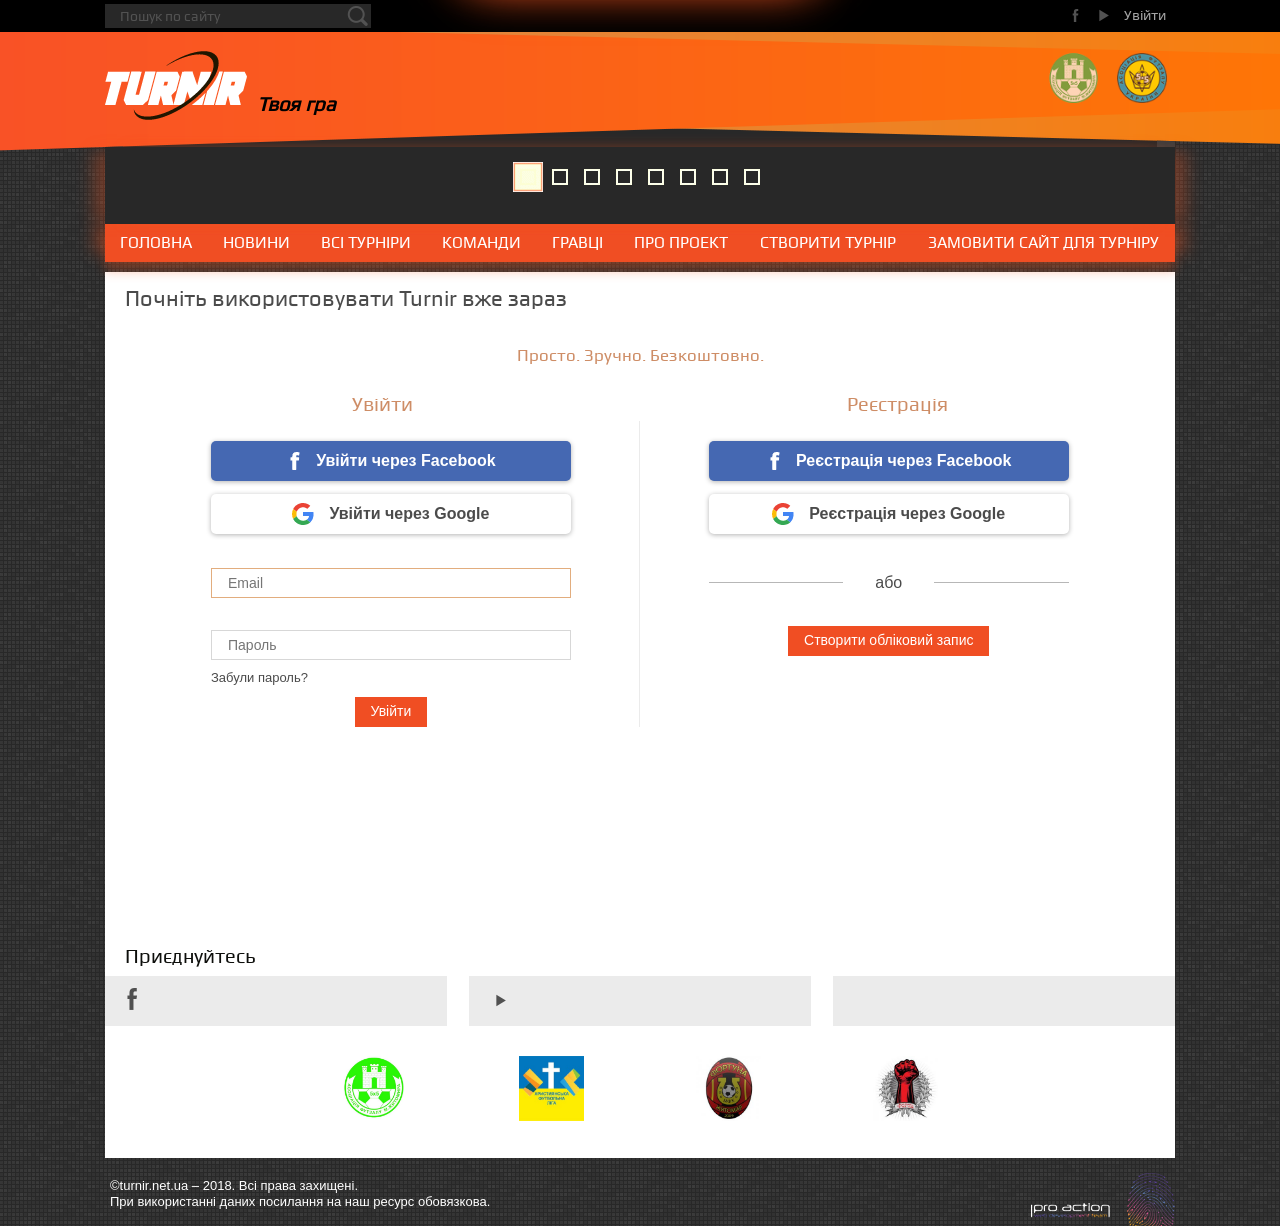 Пошук по сайту
Увійти
TURNIR
Твоя гра
ГОЛОВНА НОВИНИ ВСІ ТУРНІРИ КОМАНДИ ГРАВЦІ ПРО ПРОЕКТ СТВОРИТИ ТУРНІР ЗАМОВИТИ САЙТ ДЛЯ ТУРНІРУ
Почніть використовувати Turnir вже зараз
Просто. Зручно. Безкоштовно.
Увійти
Увійти через Facebook
Увійти через Google
Email
Пароль
Забули пароль?
Увійти
Реєстрація
Реєстрація через Facebook
Реєстрація через Google
або
Створити обліковий запис
Приєднуйтесь
ХРИСТИЯНСЬКА
ФУТБОЛЬНА
ЛІГА
©turnir.net.ua – 2018. Всі права захищені.
При використанні даних посилання на наш ресурс обовязкова.
pro action